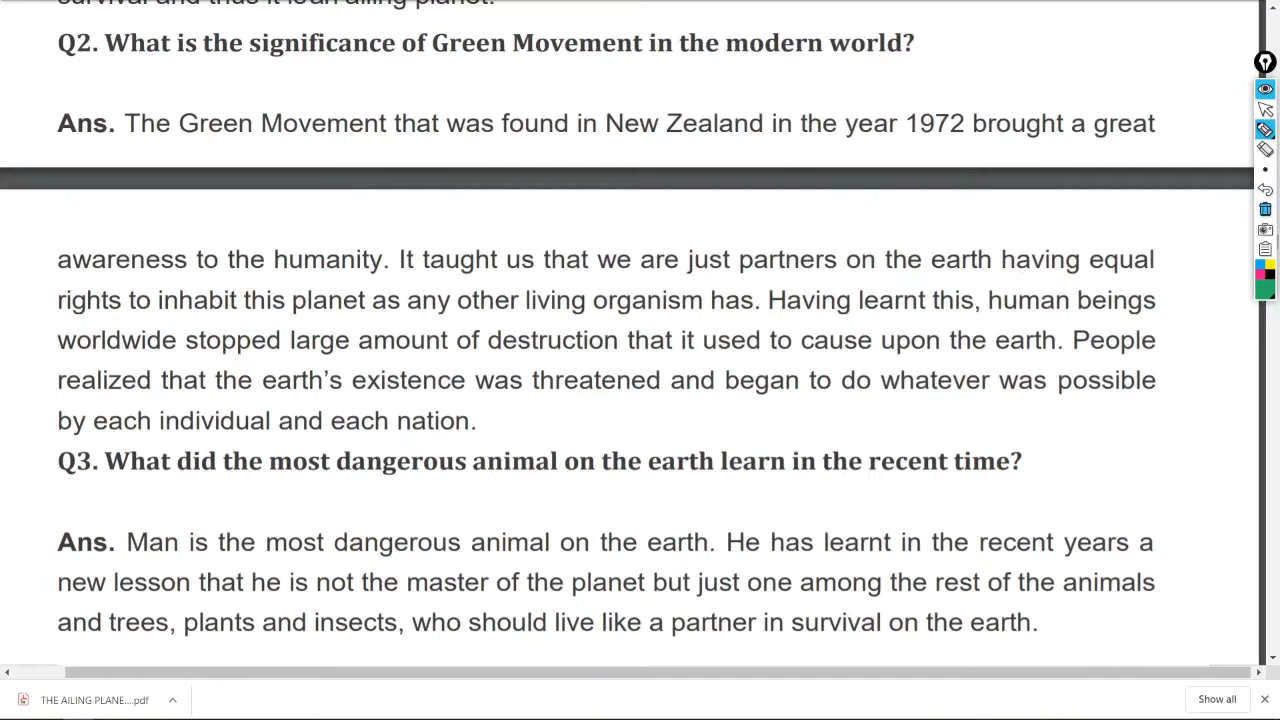 survival and thus it is an ailing planet.
Q2. What is the significance of Green Movement in the modern world?
Ans. The Green Movement that was found in New Zealand in the year 1972 brought a great
awareness to the humanity. It taught us that we are just partners on the earth having equal
rights to inhabit this planet as any other living organism has. Having learnt this, human beings
worldwide stopped large amount of destruction that it used to cause upon the earth. People
realized that the earth’s existence was threatened and began to do whatever was possible
by each individual and each nation.
Q3. What did the most dangerous animal on the earth learn in the recent time?
Ans. Man is the most dangerous animal on the earth. He has learnt in the recent years a
new lesson that he is not the master of the planet but just one among the rest of the animals
and trees, plants and insects, who should live like a partner in survival on the earth.
THE AILING PLANE....pdf
Show all